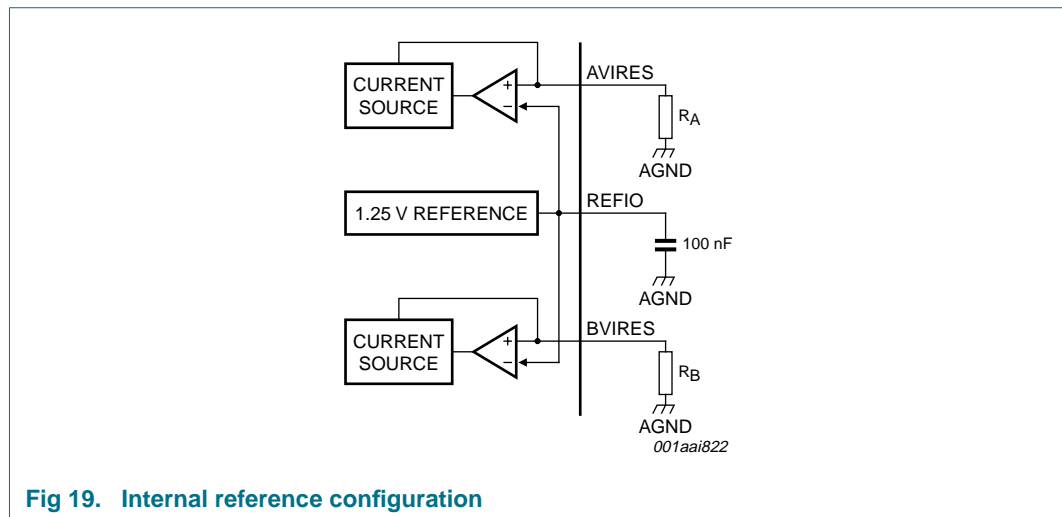 CURRENT
SOURCE
+
−
AVIRES
RA
AGND
1.25 V REFERENCE
REFIO
100 nF
AGND
CURRENT
SOURCE
+
−
BVIRES
RB
AGND
001aai822
Fig 19. Internal reference configuration